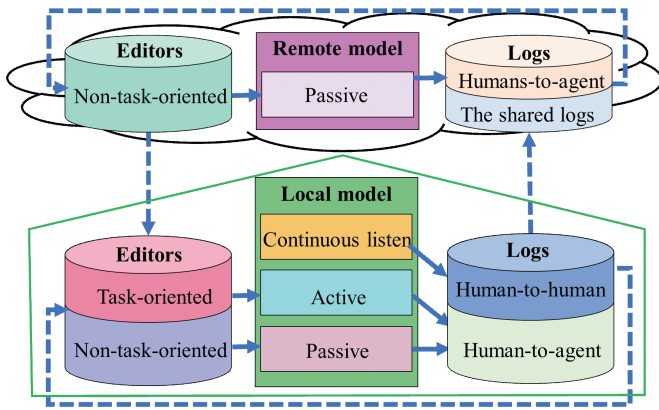 Editors
Non-task-oriented
Remote model
Passive
Logs
Humans-to-agent
The shared logs
Editors
Task-oriented
Non-task-oriented
Local model
Continuous listen
Active
Passive
Logs
Human-to-human
Human-to-agent